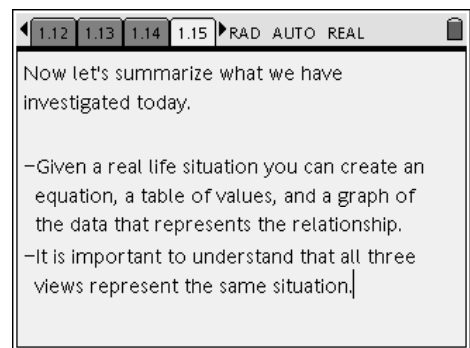 1.12 1.13 1.14 1.15 RAD AUTO REAL
Now let's summarize what we have
investigated today.
–Given a real life situation you can create an
equation, a table of values, and a graph of
the data that represents the relationship.
–It is important to understand that all three
views represent the same situation.